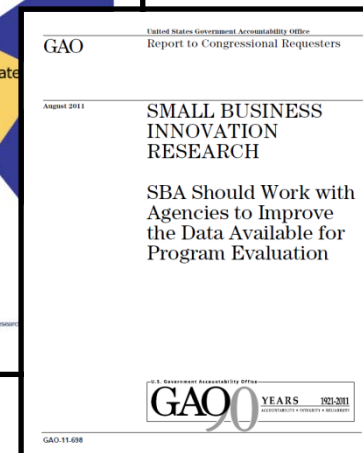 United States Government Accountability Office
GAO
Report to Congressional Requesters
August 2011
SMALL BUSINESS
INNOVATION
RESEARCH
SBA Should Work with
Agencies to Improve
the Data Available for
Program Evaluation
U.S. Government Accountability Office
GAO 90 YEARS 1921-2011
ACCOUNTABILITY ★ INTEGRITY ★ RELIABILITY
GAO-11-698
ate